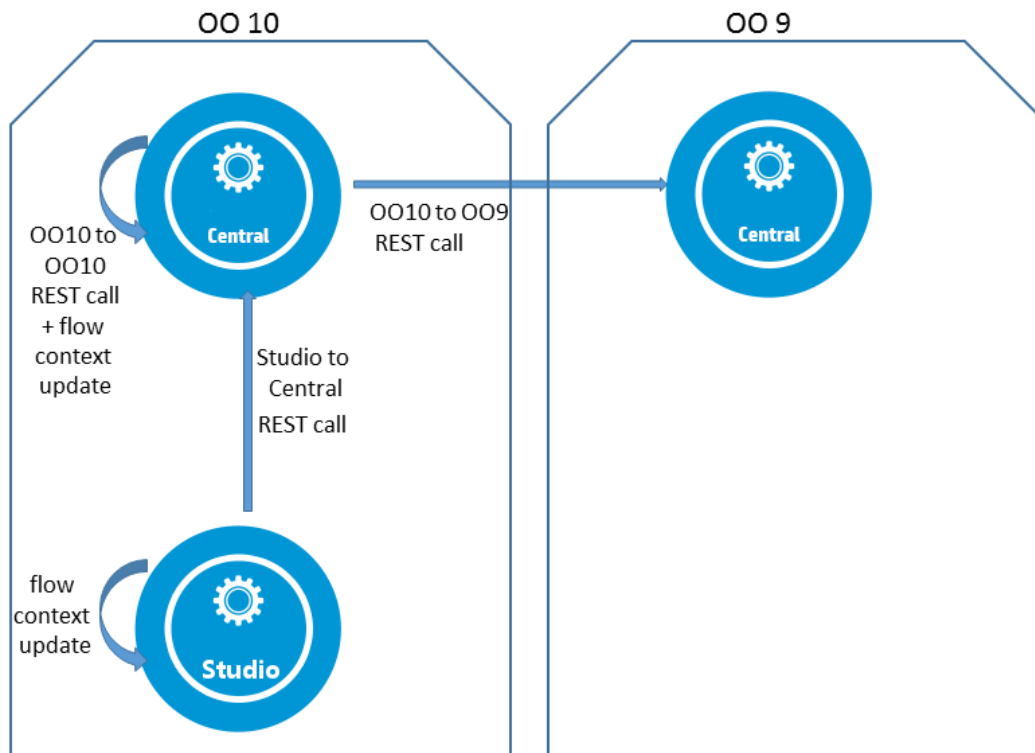 OO 10
OO 9
Central
Central
OO10 to OO9
REST call
OO10 to
OO10
REST call
+ flow
context
update
Studio to
Central
REST call
flow
context
update
Studio